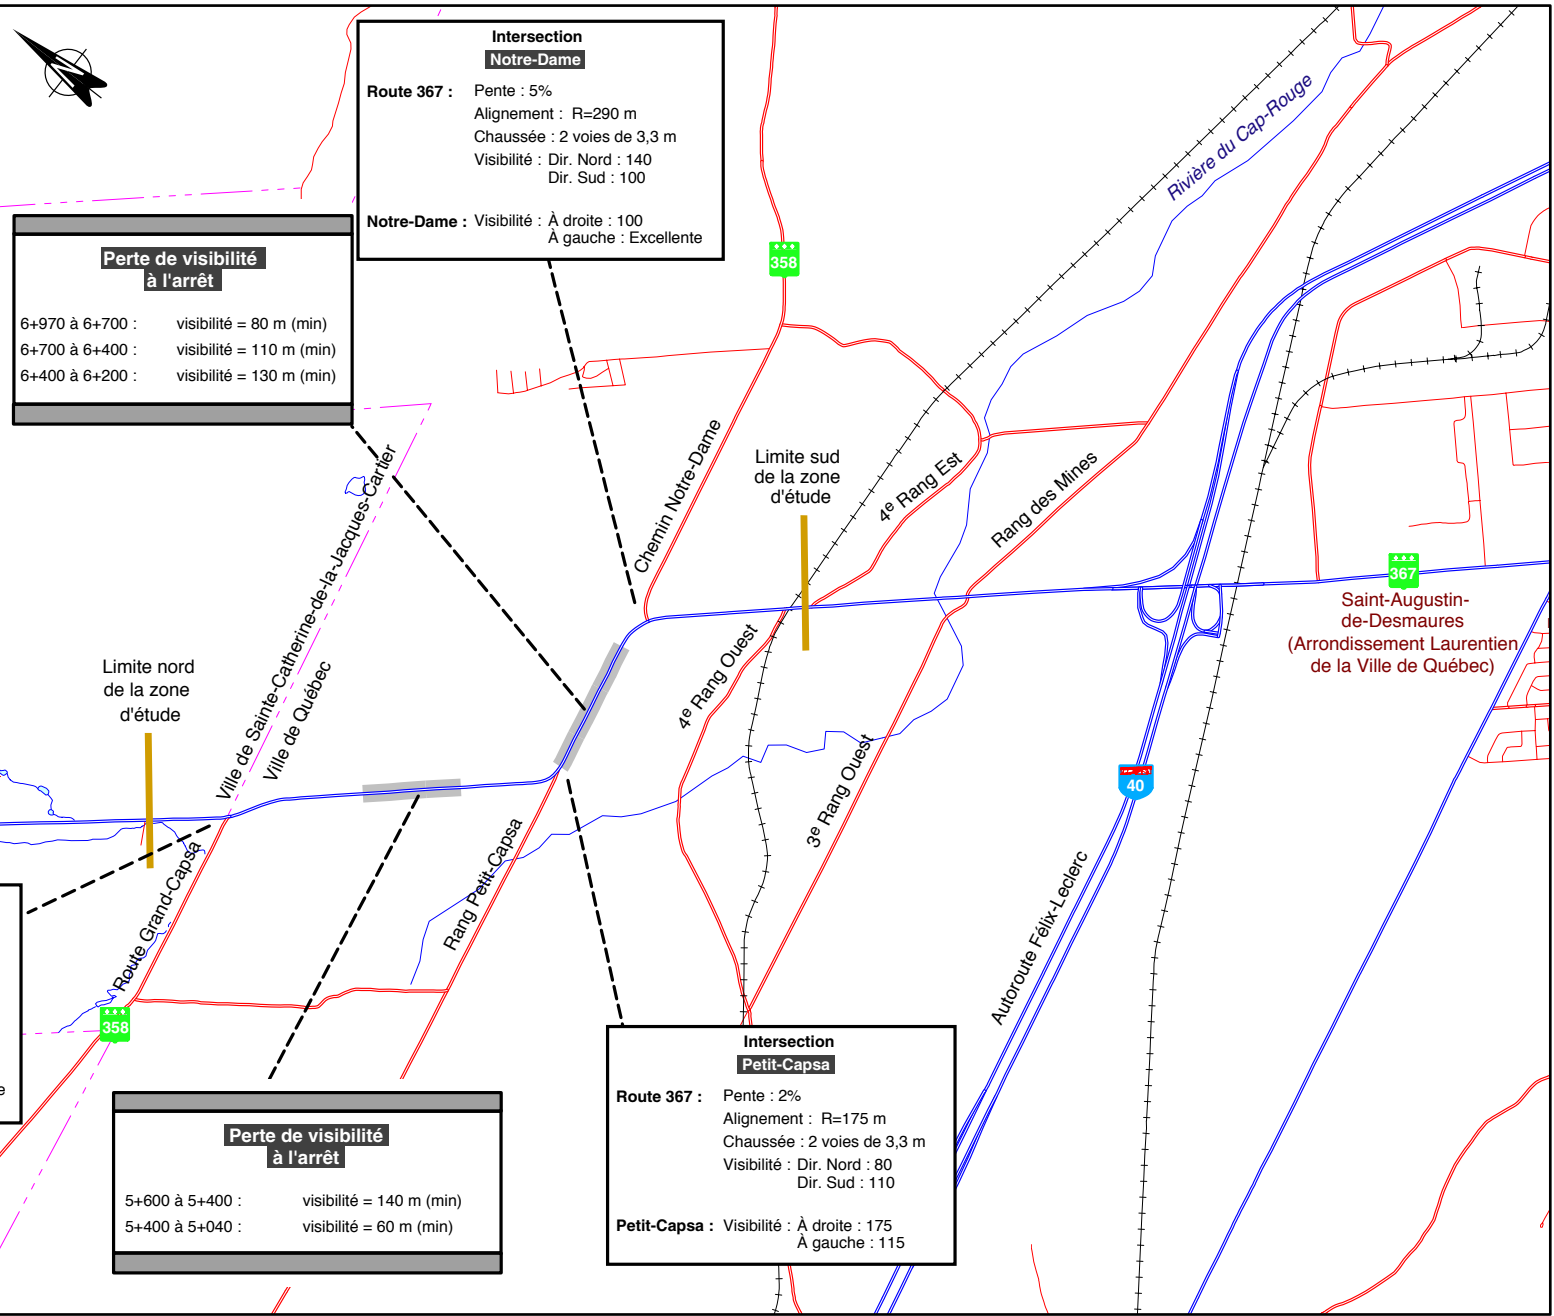 Intersection
Notre-Dame
Route 367 : Pente : 5%
Alignement : R=290 m
Chaussée : 2 voies de 3,3 m
Visibilité : Dir. Nord : 140
Dir. Sud : 100
Notre-Dame : Visibilité : À droite : 100
À gauche : Excellente
Perte de visibilité
à l'arrêt
6+970 à 6+700 : visibilité = 80 m (min)
6+700 à 6+400 : visibilité = 110 m (min)
6+400 à 6+200 : visibilité = 130 m (min)
358
Rivière du Cap-Rouge
Chemin Notre-Dame
Limite sud
de la zone
d'étude
4e Rang Est
Rang des Mines
367
Saint-Augustin-
de-Desmaures
(Arrondissement Laurentien
de la Ville de Québec)
Ville de Sainte-Catherine-de-la-Jacques-Cartier
Ville de Québec
Limite nord
de la zone
d'étude
4e Rang Ouest
3e Rang Ouest
40
Autoroute Félix-Leclerc
Route Grand-Capsa
Rang Petit-Capsa
358
e
Perte de visibilité
à l'arrêt
5+600 à 5+400 : visibilité = 140 m (min)
5+400 à 5+040 : visibilité = 60 m (min)
Intersection
Petit-Capsa
Route 367 : Pente : 2%
Alignement : R=175 m
Chaussée : 2 voies de 3,3 m
Visibilité : Dir. Nord : 80
Dir. Sud : 110
Petit-Capsa : Visibilité : À droite : 175
À gauche : 115